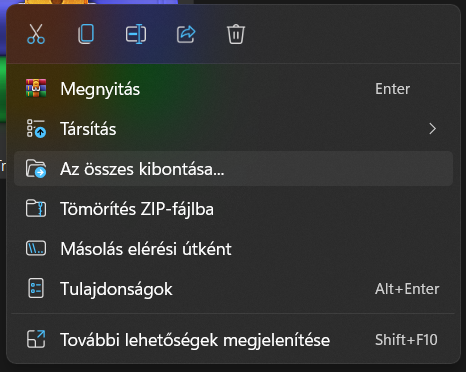 Megnyitás Enter
Társítás
Az összes kibontása...
Tömörítés ZIP-fájlba
Másolás elérési útként
Tulajdonságok Alt+Enter
További lehetőségek megjelenítése Shift+F10